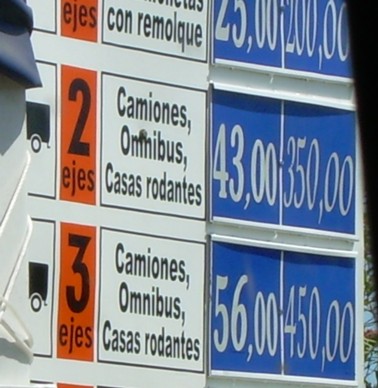 ejes
con remolque
25,00 200,00
2
ejes
Camiones,
Omnibus,
Casas rodantes
43,00 350,00
3
ejes
Camiones,
Omnibus,
Casas rodantes
56,00 450,00